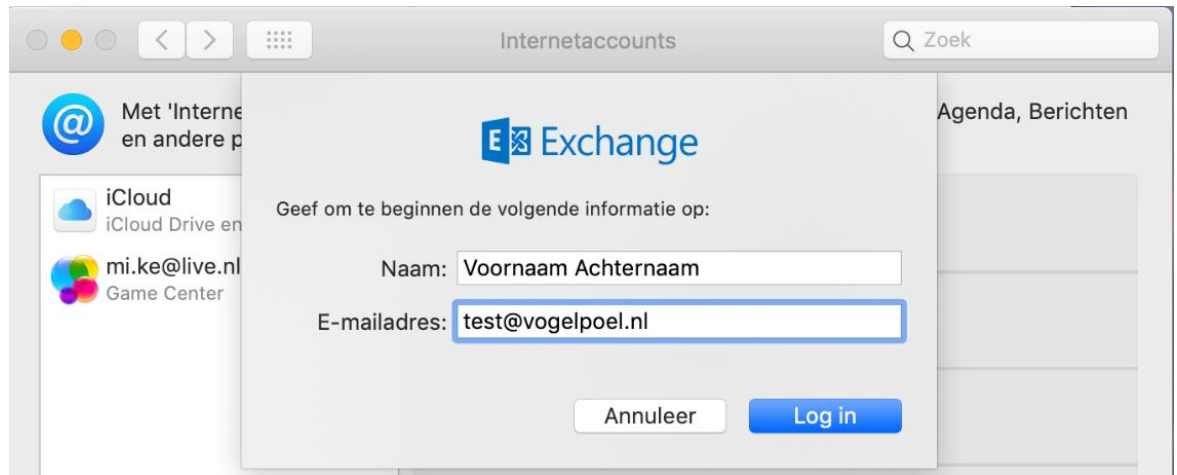 Internetaccounts
Zoek
Met 'Interne
Agenda, Berichten
en andere p
E Exchange
iCloud
iCloud Drive en
mi.ke@live.nl
Game Center
Geef om te beginnen de volgende informatie op:
Naam: Voornaam Achternaam
E-mailadres: test@vogelpoel.nl
Annuleer
Log in